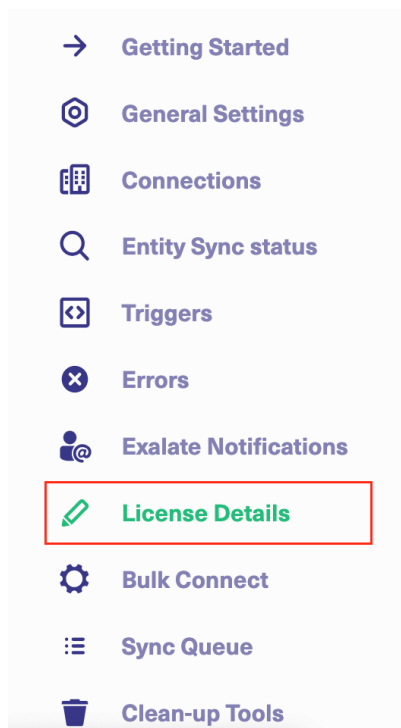 Getting Started
General Settings
Connections
Entity Sync status
Triggers
Errors
Exalate Notifications
License Details
Bulk Connect
Sync Queue
Clean-up Tools